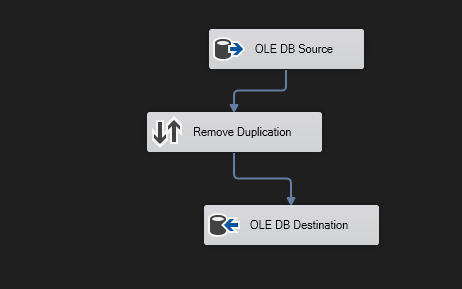 OLE DB Source
Remove Duplication
OLE DB Destination